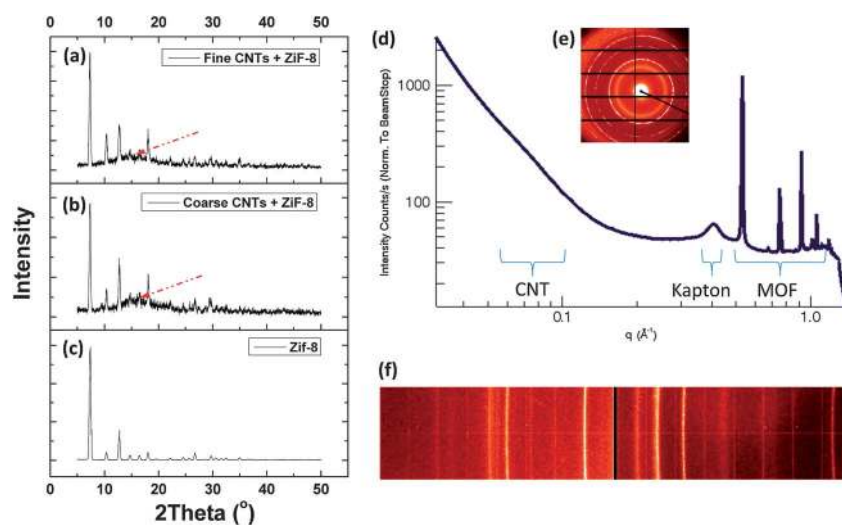 0 10 20 30 40 50
(a)
Fine CNTs + ZiF-8
(b)
Coarse CNTs + ZiF-8
(c)
Zif-8
Intensity
0 10 20 30 40 50
2Theta (°)
(d)
(e)
Intensity Counts/s (Norm. To BeamStop)
1000
100
CNT
Kapton
MOF
0.1
1.0
q (Å⁻¹)
(f)